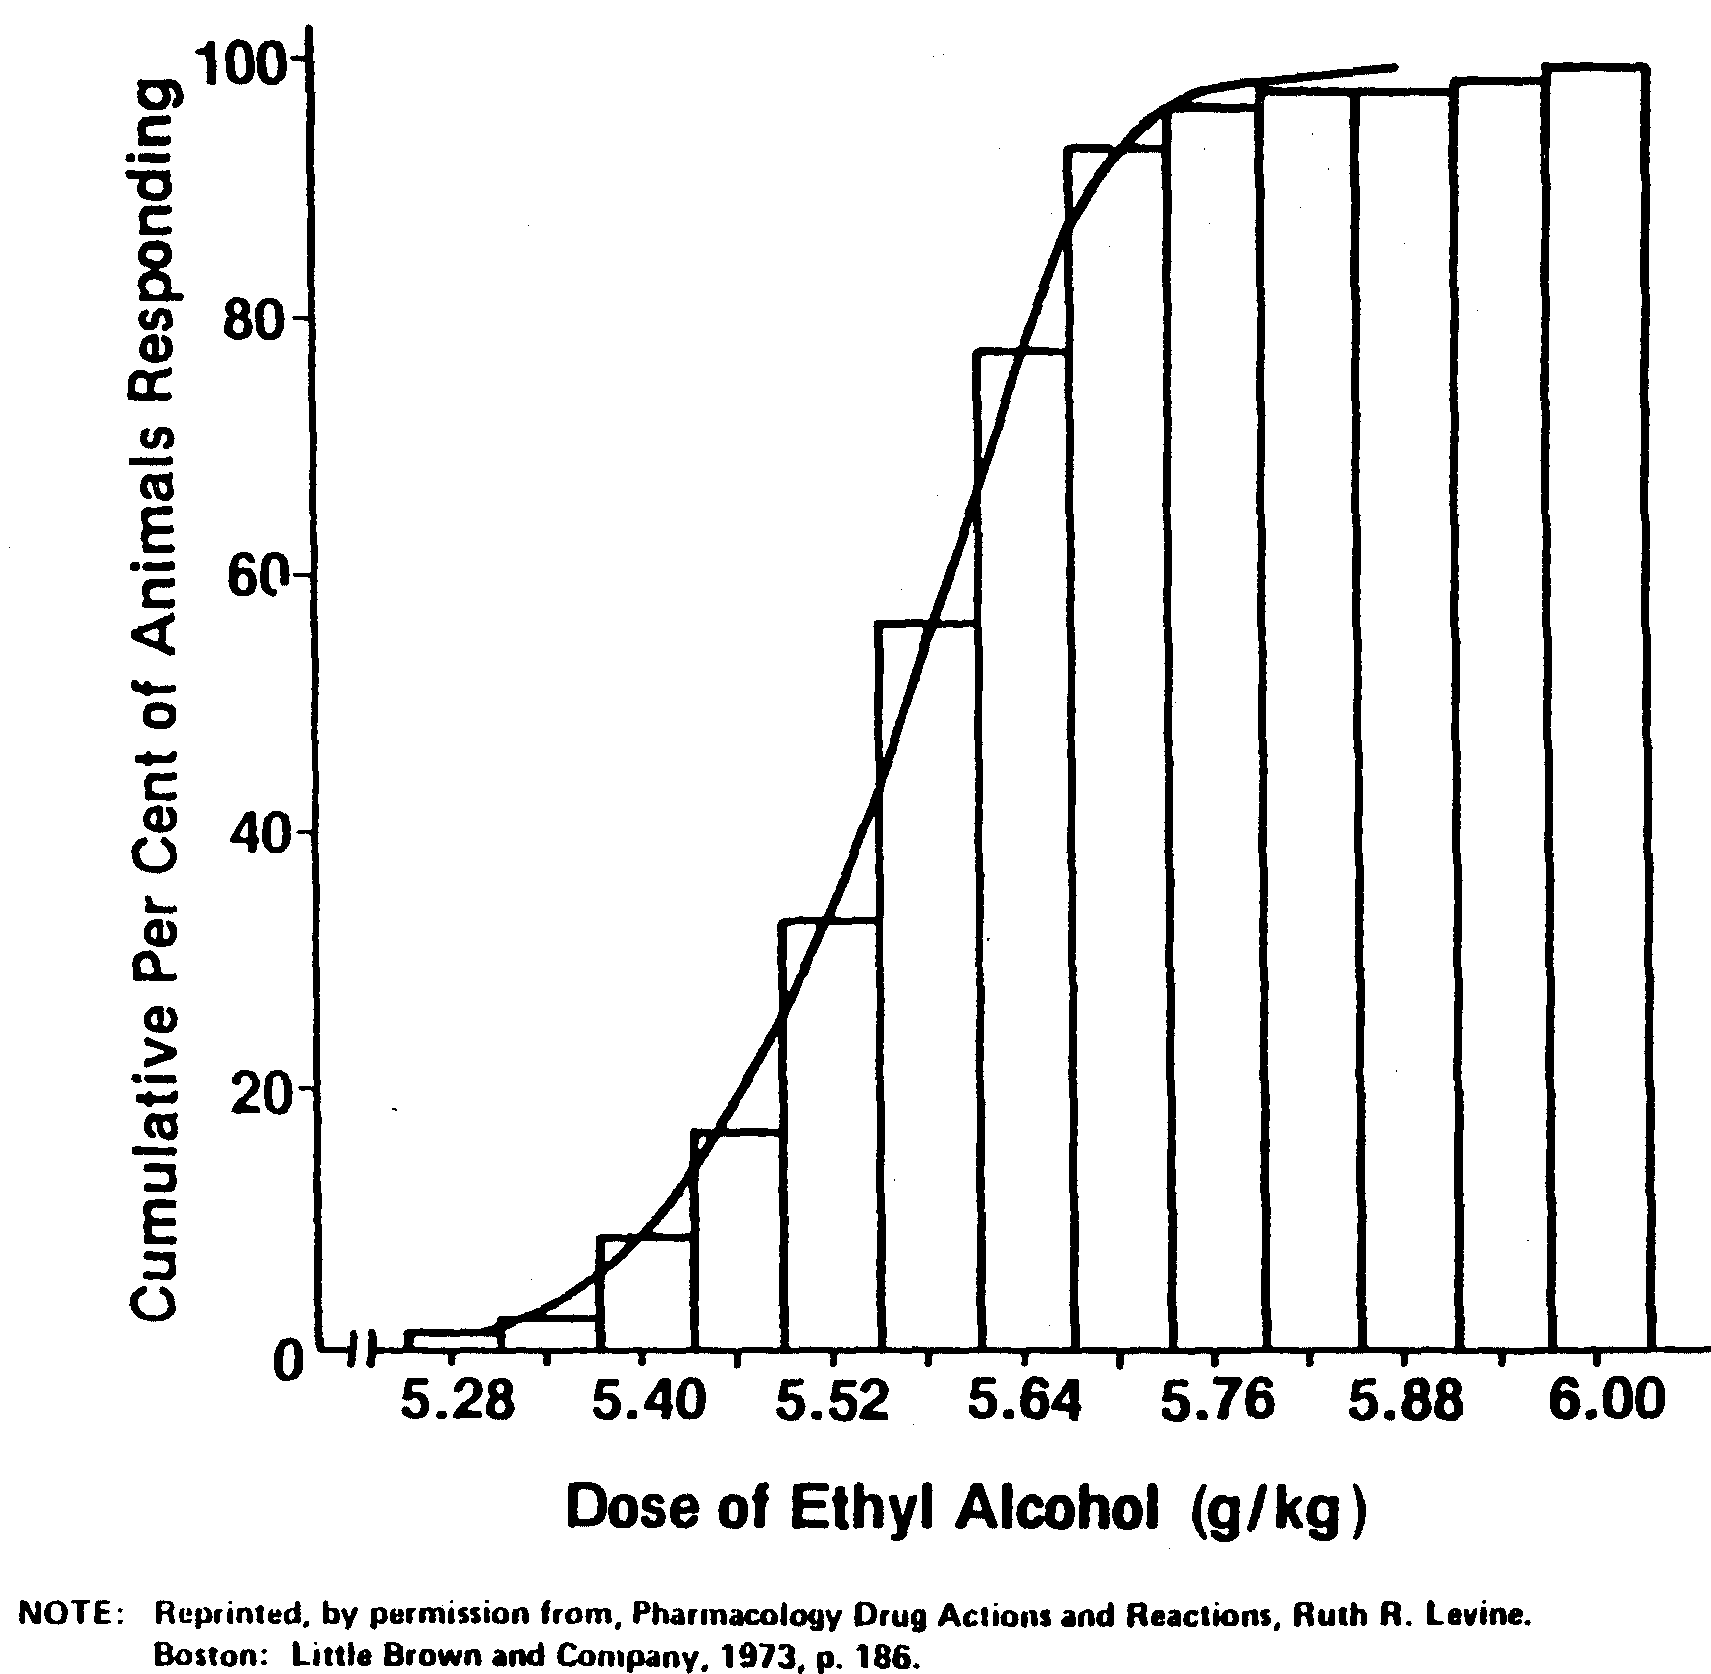 Cumulative Per Cent of Animals Responding
100
80
60
40
20
0
5.28 5.40 5.52 5.64 5.76 5.88 6.00
Dose of Ethyl Alcohol (g/kg)
NOTE: Reprinted, by permission from, Pharmacology Drug Actions and Reactions, Ruth R. Levine.
Boston: Little Brown and Company, 1973, p. 186.